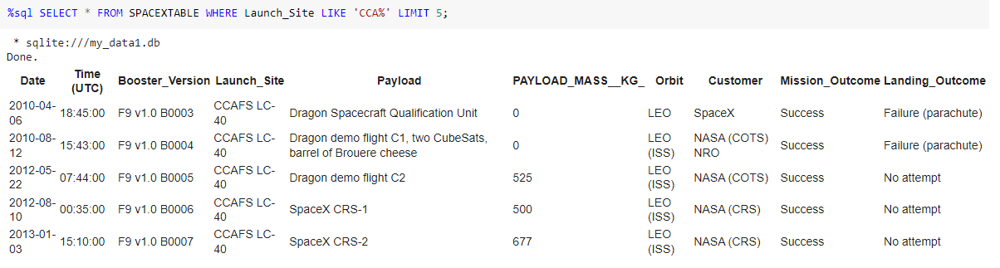 %sql SELECT * FROM SPACEXTABLE WHERE Launch_Site LIKE 'CCA%' LIMIT 5;
* sqlite:///my_data1.db
Done.
Date Time (UTC) Booster_Version Launch_Site Payload PAYLOAD_MASS__KG_ Orbit Customer Mission_Outcome Landing_Outcome
2010-04-06 18:45:00 F9 v1.0 B0003 CCAFS LC-40 Dragon Spacecraft Qualification Unit 0 LEO SpaceX Success Failure (parachute)
2010-08-12 15:43:00 F9 v1.0 B0004 CCAFS LC-40 Dragon demo flight C1, two CubeSats, barrel of Brouere cheese 0 LEO (ISS) NASA (COTS) NRO Success Failure (parachute)
2012-05-22 07:44:00 F9 v1.0 B0005 CCAFS LC-40 Dragon demo flight C2 525 LEO (ISS) NASA (COTS) Success No attempt
2012-08-10 00:35:00 F9 v1.0 B0006 CCAFS LC-40 SpaceX CRS-1 500 LEO (ISS) NASA (CRS) Success No attempt
2013-01-03 15:10:00 F9 v1.0 B0007 CCAFS LC-40 SpaceX CRS-2 677 LEO (ISS) NASA (CRS) Success No attempt